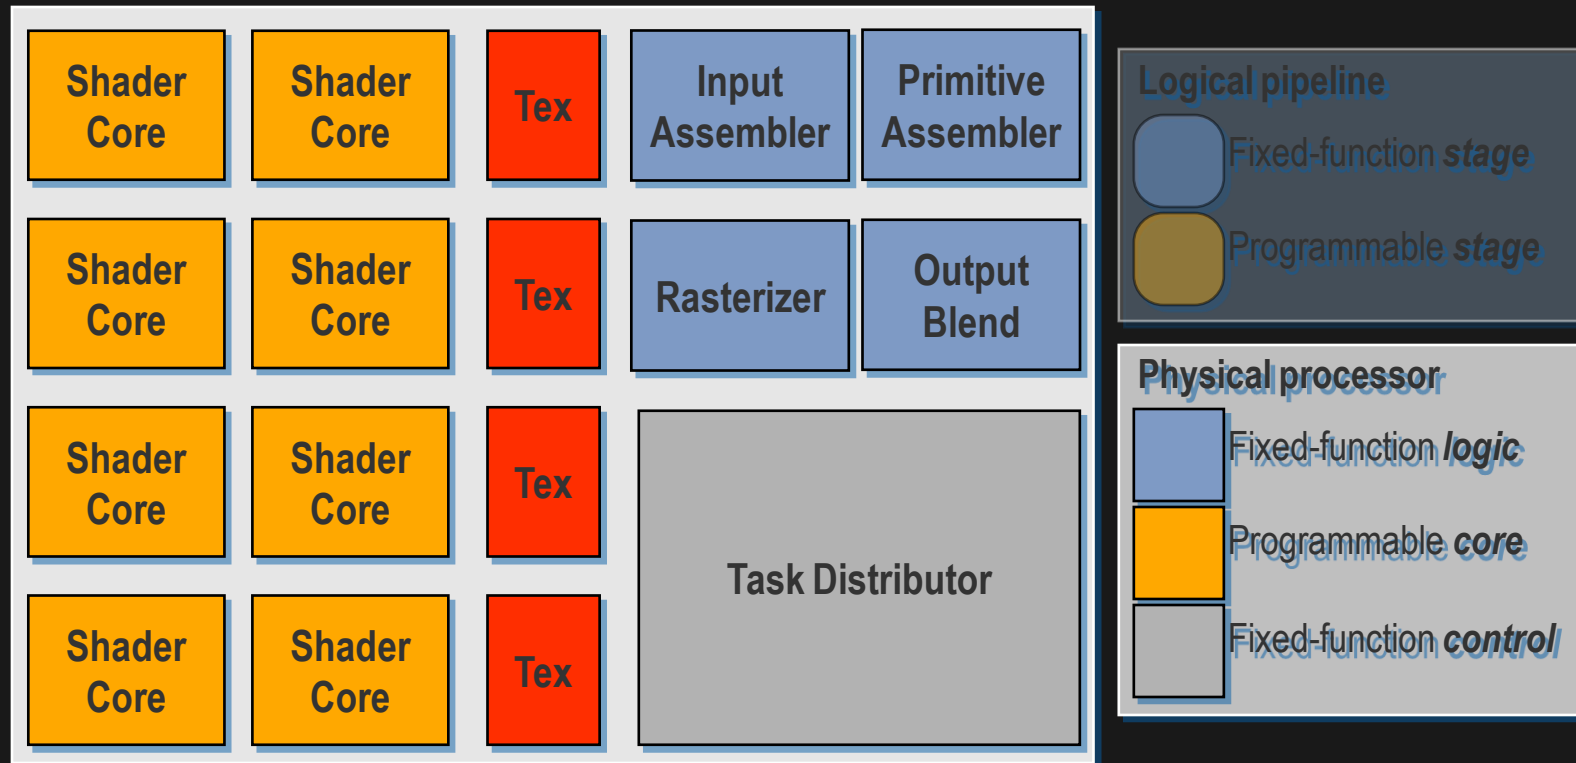 Shader
Core
Shader
Core
Tex
Input
Assembler
Primitive
Assembler
Shader
Core
Shader
Core
Tex
Rasterizer
Output
Blend
Shader
Core
Shader
Core
Tex
Task Distributor
Shader
Core
Shader
Core
Tex
Logical pipeline
Fixed-function stage
Programmable stage
Physical processor
Fixed-function logic
Programmable core
Fixed-function control